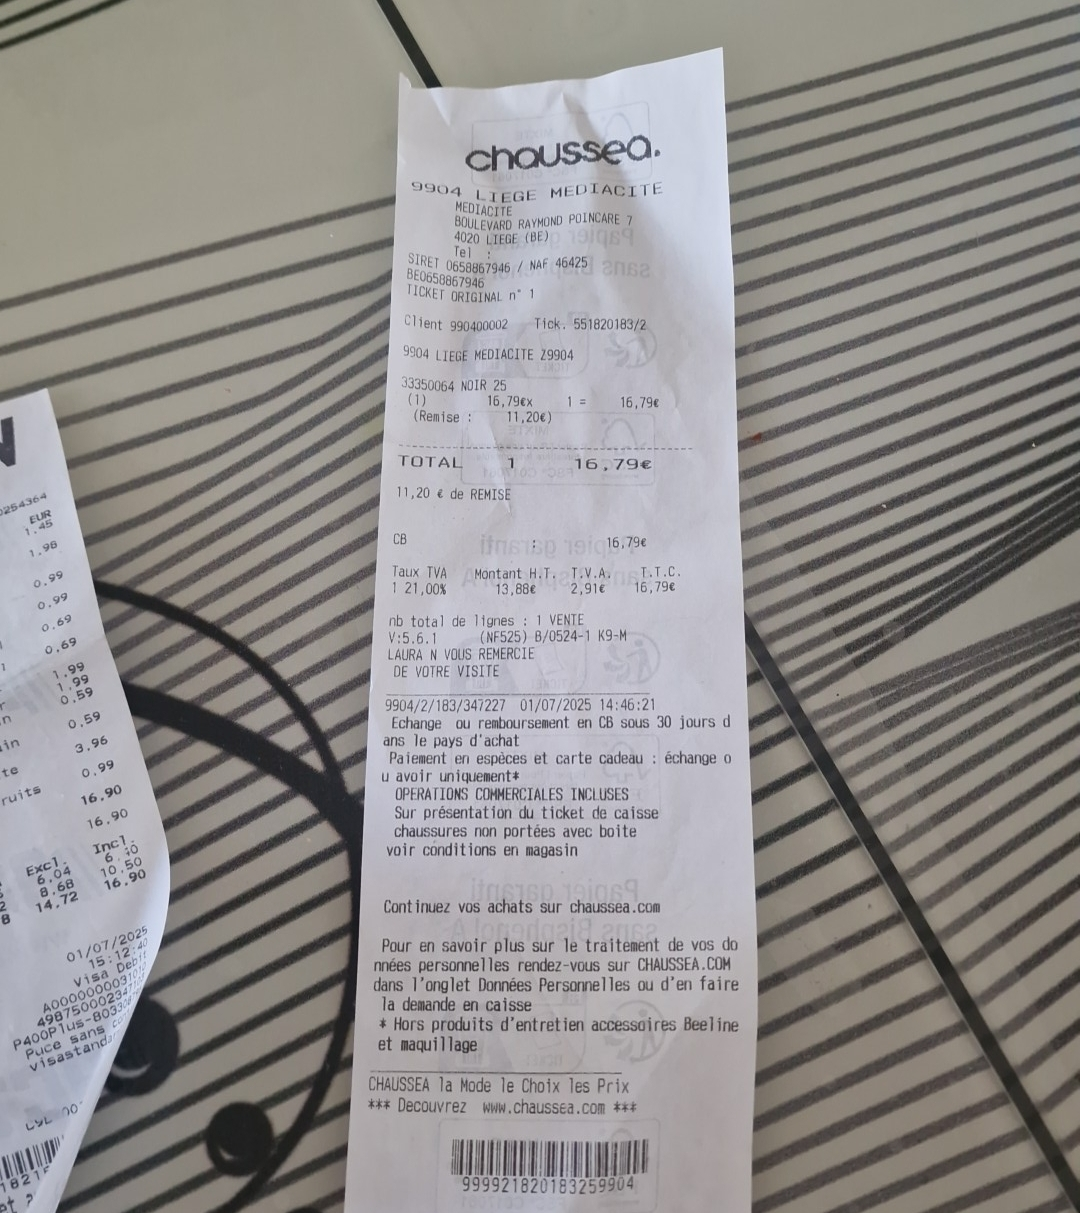 chaussea.
9904 LIEGE MEDIACITE
MEDIACITE
BOULEVARD RAYMOND POINCARE 7
4020 LIEGE (BE)
Tel :
SIRET 0658867946 / NAF 46425
BE0658867946
TICKET ORIGINAL n° 1
Client 990400002 Tick. 551820183/2
9904 LIEGE MEDIACITE Z9904
33350064 NOIR 25
(1) 16,79€x 1 = 16,79€
(Remise : 11,20€)
TOTAL 1 16,79€
11,20 € de REMISE
CB : 16,79€
Taux TVA Montant H.T. T.V.A. T.T.C.
1 21,00% 13,88€ 2,91€ 16,79€
nb total de lignes : 1 VENTE
V:5.6.1 (NF525) B/0524-1 K9-M
LAURA N VOUS REMERCIE
DE VOTRE VISITE
9904/2/183/347227 01/07/2025 14:46:21
Echange ou remboursement en CB sous 30 jours d
ans le pays d'achat
Paiement en espèces et carte cadeau : échange o
u avoir uniquement*
OPERATIONS COMMERCIALES INCLUSES
Sur présentation du ticket de caisse
chaussures non portées avec boite
voir conditions en magasin
Continuez vos achats sur chaussea.com
Pour en savoir plus sur le traitement de vos do
nnées personnelles rendez-vous sur CHAUSSEA.COM
dans l'onglet Données Personnelles ou d'en faire
la demande en caisse
* Hors produits d'entretien accessoires Beeline
et maquillage
CHAUSSEA la Mode le Choix les Prix
*** Decouvrez www.chaussea.com ***
999921820183259904
N
0254364
EUR
1.45
1.98
0.99
0.99
0.69
0.69
1.99
1.99
0.59
0.59
3.96
0.99
ruits
16.90
16.90
Excl. Incl.
6.04
8.68 10.50
14.72 16.90
01/07/2025
15:12:40
Visa Debit
P400Plus-8033
Puce sans
visastanda